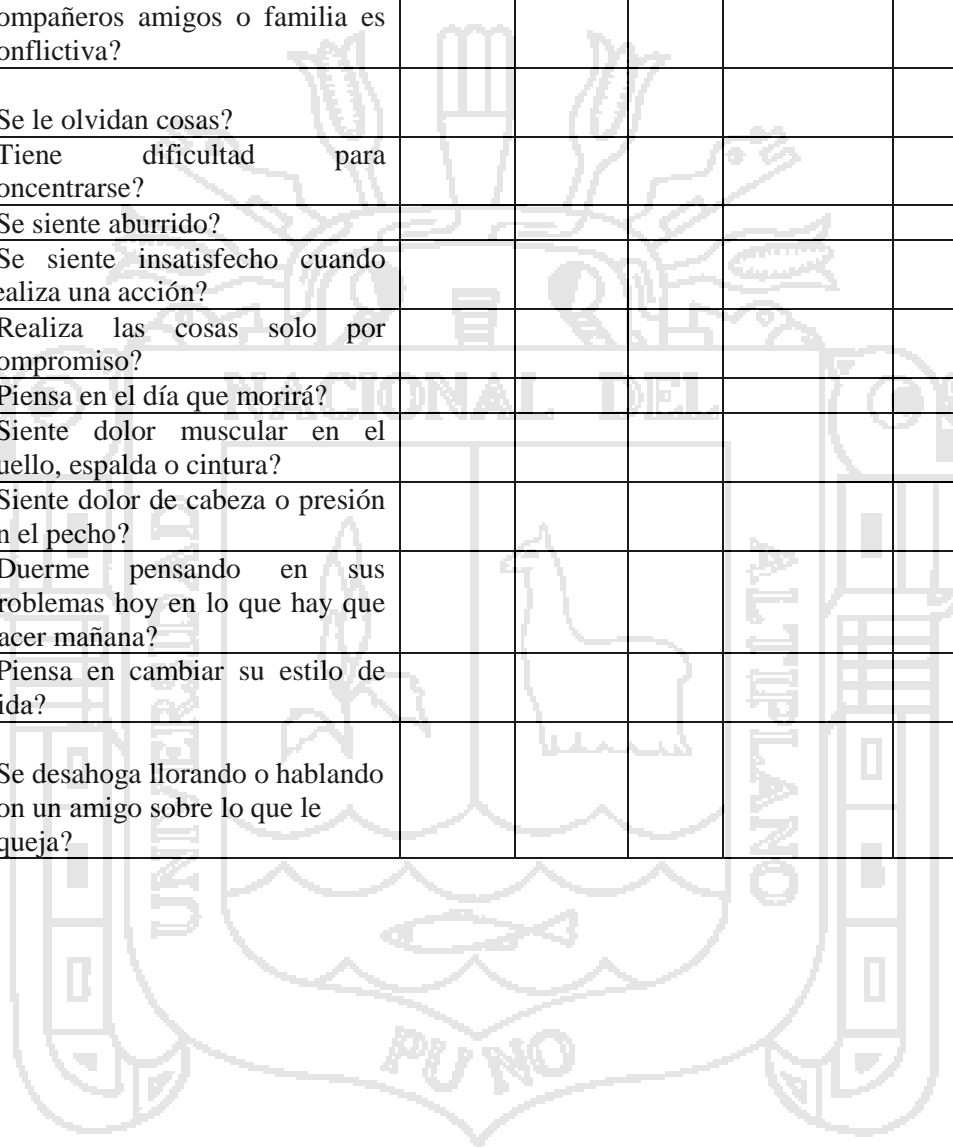 ompañeros amigos o familia es
onflictiva?
Se le olvidan cosas?
Tiene dificultad para
oncentrarse?
Se siente aburrido?
Se siente insatisfecho cuando
ealiza una acción?
Realiza las cosas solo por
ompromiso?
Piensa en el día que morirá?
Siente dolor muscular en el
uello, espalda o cintura?
Siente dolor de cabeza o presión
n el pecho?
Duerme pensando en sus
roblemas hoy en lo que hay que
acer mañana?
Piensa en cambiar su estilo de
ida?
Se desahoga llorando o hablando
on un amigo sobre lo que le
queja?
NACIONAL DEL
UNIVERSIDAD
ALTIPLANO
PUNO